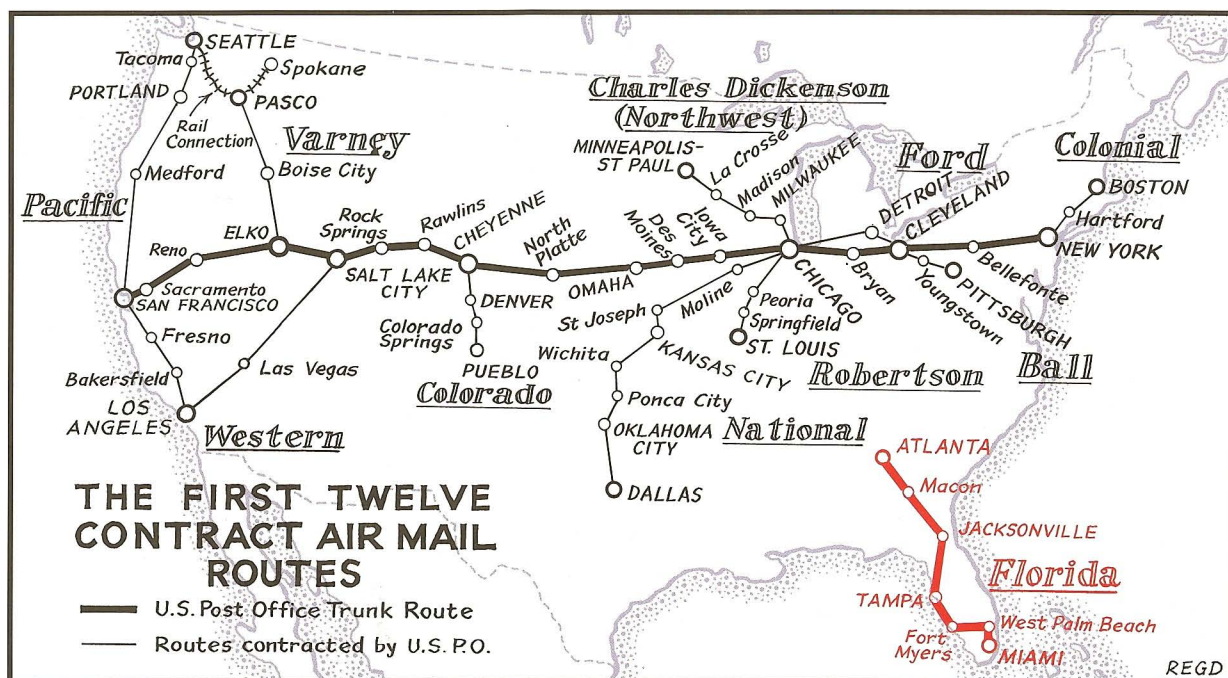 SEATTLE
Tacoma
Spokane
PORTLAND
PASCO
Rail
Connection
Varney
Boise City
Medford
Pacific
Charles Dickenson
(Northwest)
MINNEAPOLIS-
ST PAUL
La Crosse
Madison
MILWAUKEE
Ford
DETROIT
CLEVELAND
Colonial
BOSTON
Hartford
NEW YORK
Reno
ELKO
Rock
Springs
Rawlins
CHEYENNE
North
Platte
Des
Moines
Iowa
City
Sacramento
SAN FRANCISCO
SALT LAKE
CITY
OMAHA
CHICAGO
Bryan
Bellefonte
Youngstown
PITTSBURGH
Ball
DENVER
Colorado
Springs
PUEBLO
Colorado
Moline
Peoria
Springfield
ST. LOUIS
Robertson
St Joseph
KANSAS CITY
Wichita
Ponca City
OKLAHOMA
CITY
National
DALLAS
Fresno
Bakersfield
Las Vegas
LOS
ANGELES
Western
ATLANTA
Macon
JACKSONVILLE
Florida
TAMPA
Fort
Myers
West Palm Beach
MIAMI
THE FIRST TWELVE
CONTRACT AIR MAIL
ROUTES
U.S. Post Office Trunk Route
Routes contracted by U.S. P.O.
REGD